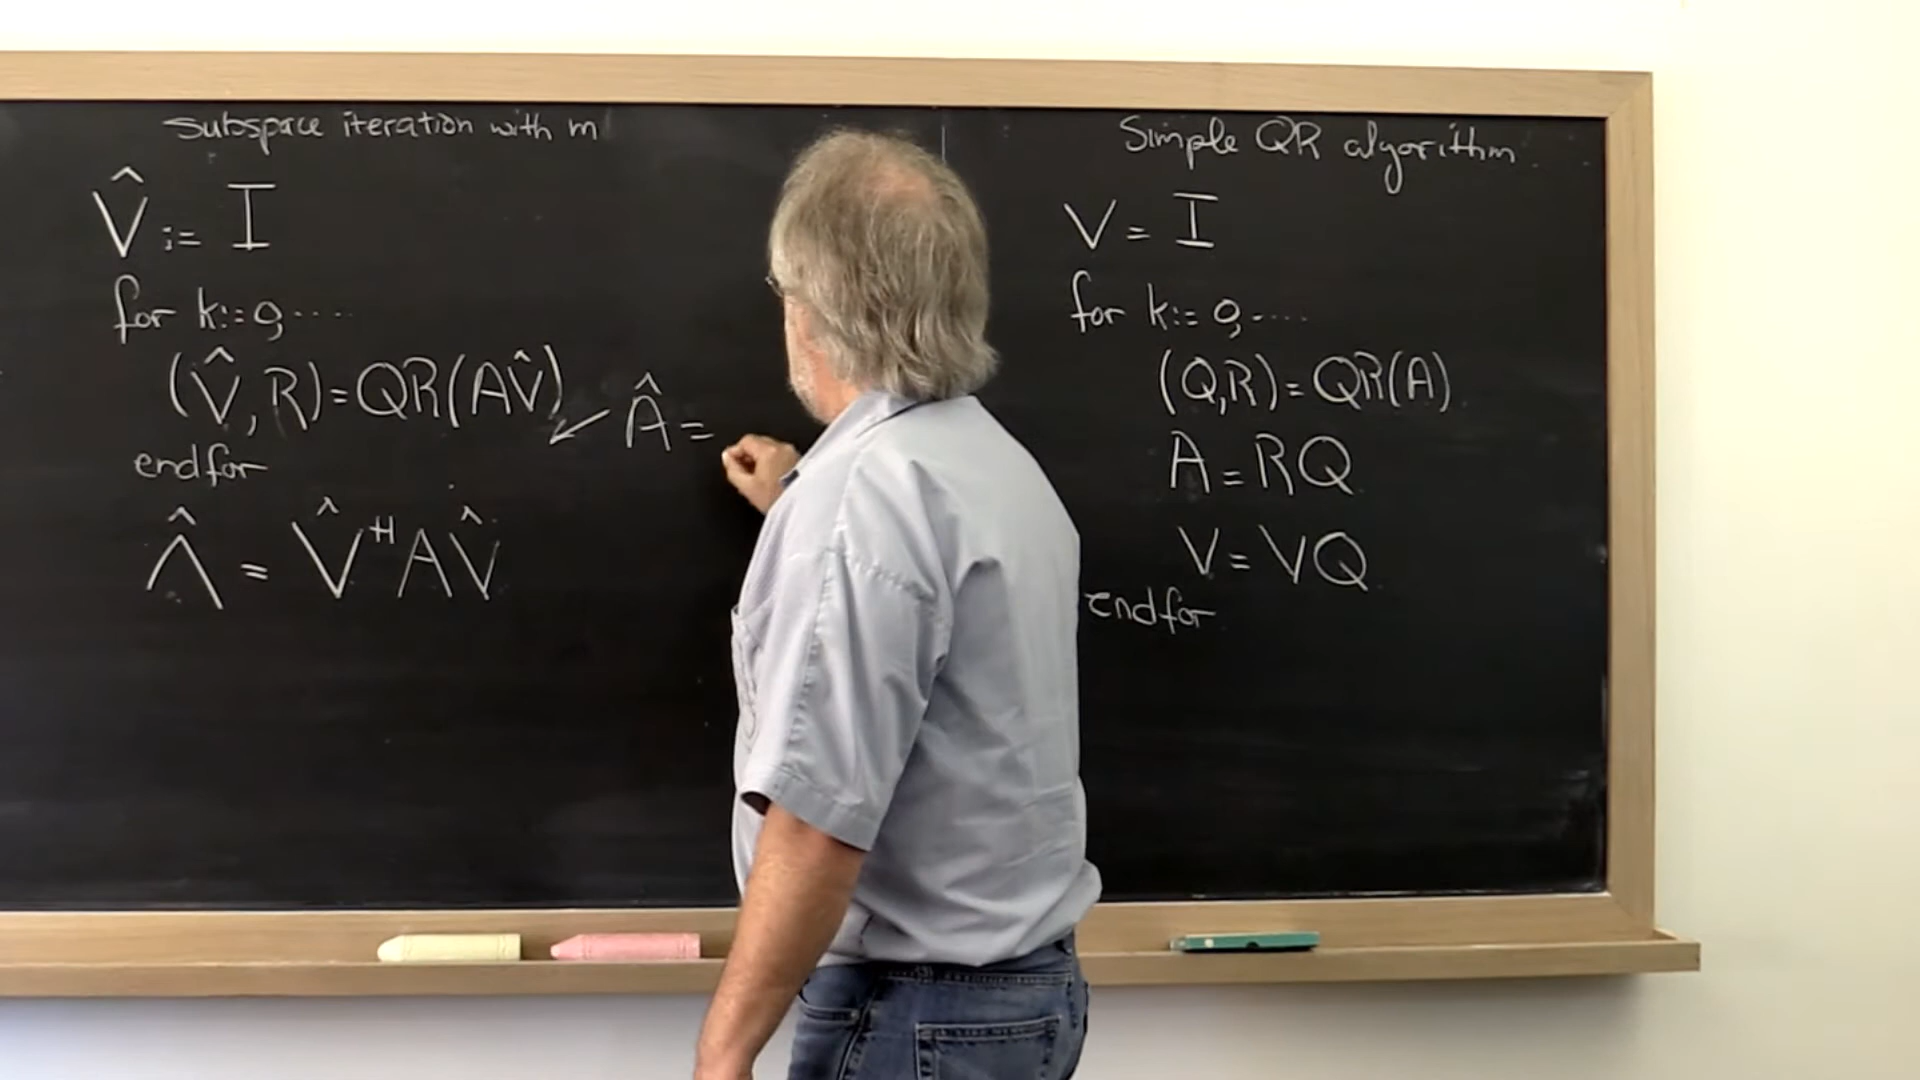 Subspace iteration with m
V̂ := I
for k := 0, ....
(V̂, R) = QR(AV̂)
Â =
endfor
Λ̂ = V̂ᴴAV̂
Simple QR algorithm
V = I
for k := 0, ....
(Q,R) = QR(A)
A = RQ
V = VQ
endfor